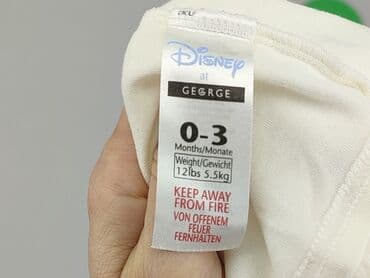 Disney
at
GEORGE
0-3
Months/Monate
Weight/Gewicht
12lbs 5.5kg
KEEP AWAY
FROM FIRE
VON OFFENEM
FEUER
FERNHALTEN